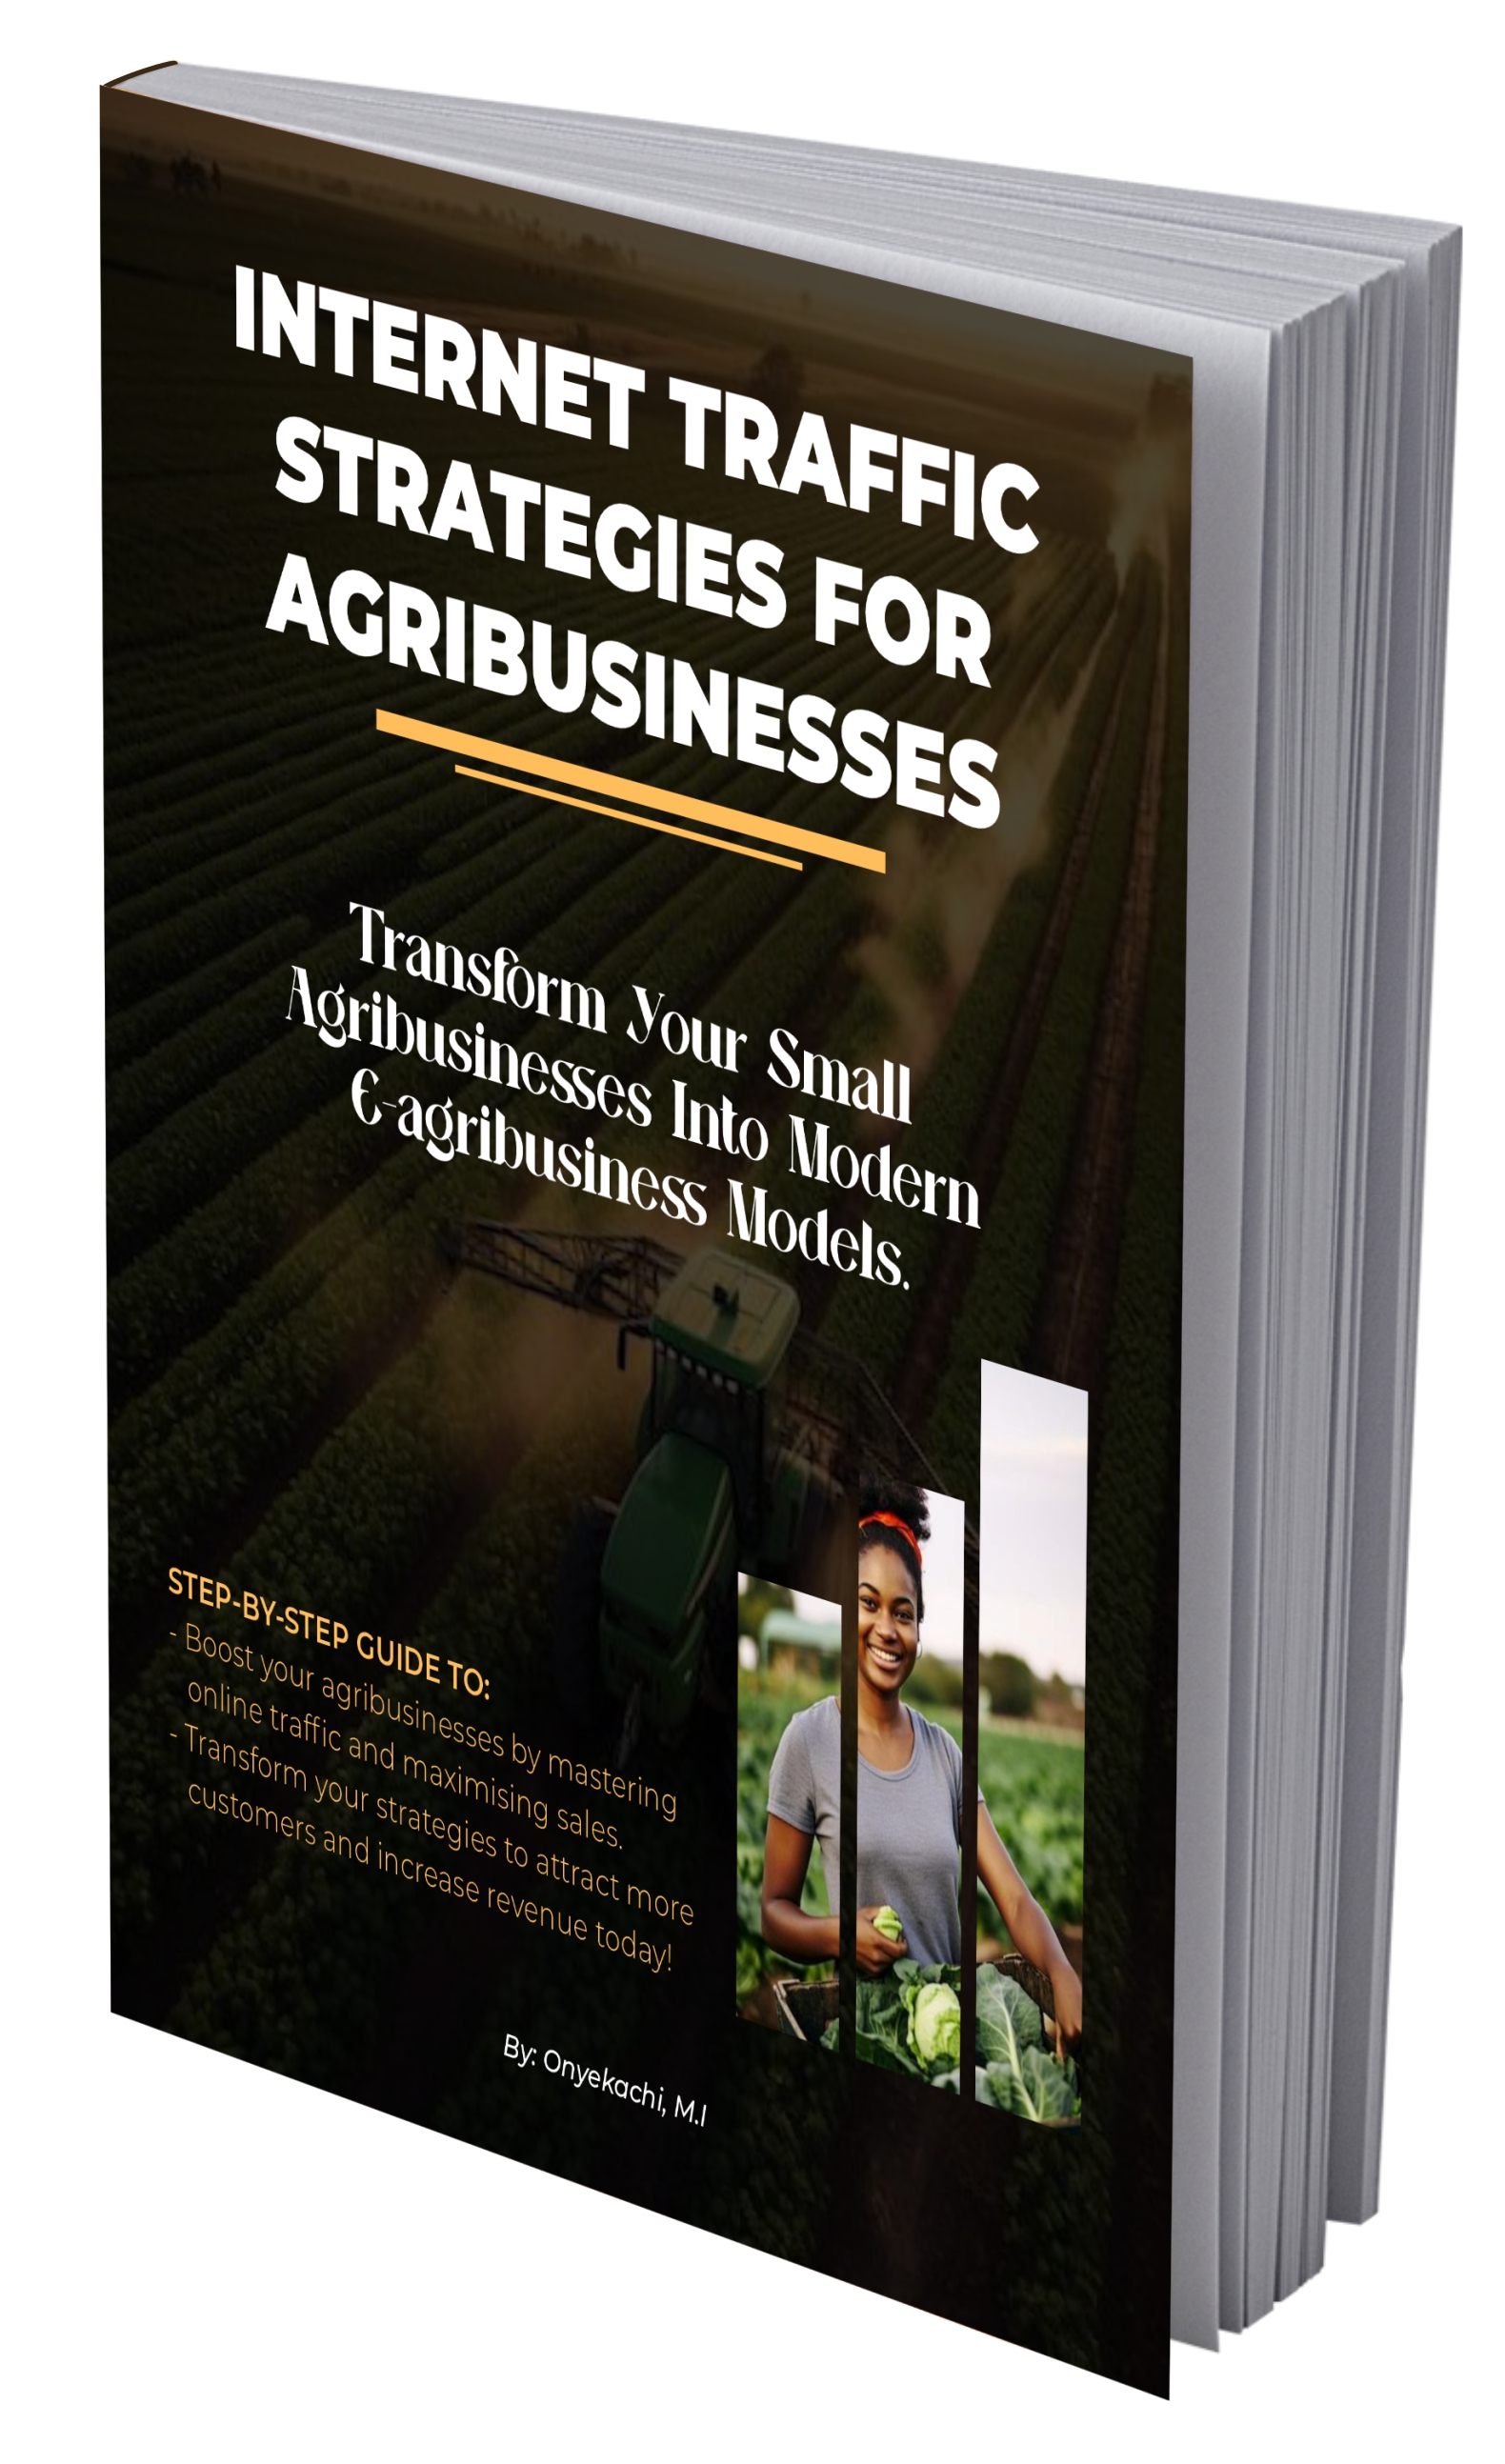 INTERNET TRAFFIC
STRATEGIES FOR
AGRIBUSINESSES
Transform Your Small
Agribusinesses Into Modern
E-agribusiness Models.
STEP-BY-STEP GUIDE TO:
- Boost your agribusinesses by mastering
online traffic and maximising sales.
- Transform your strategies to attract more
customers and increase revenue today!
By: Onyekachi, M.I